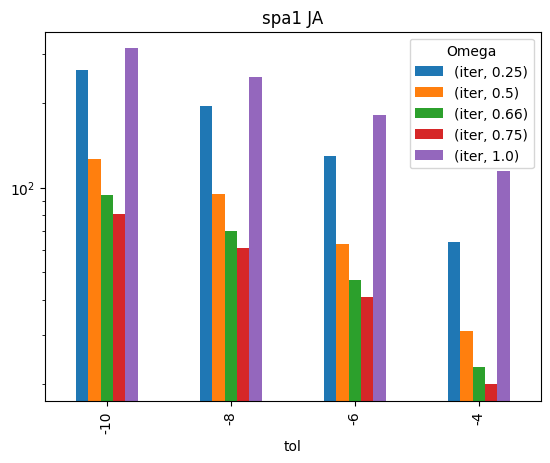 spa1 JA
Omega
(iter, 0.25)
(iter, 0.5)
(iter, 0.66)
(iter, 0.75)
(iter, 1.0)
10²
-10
-8
-6
-4
tol